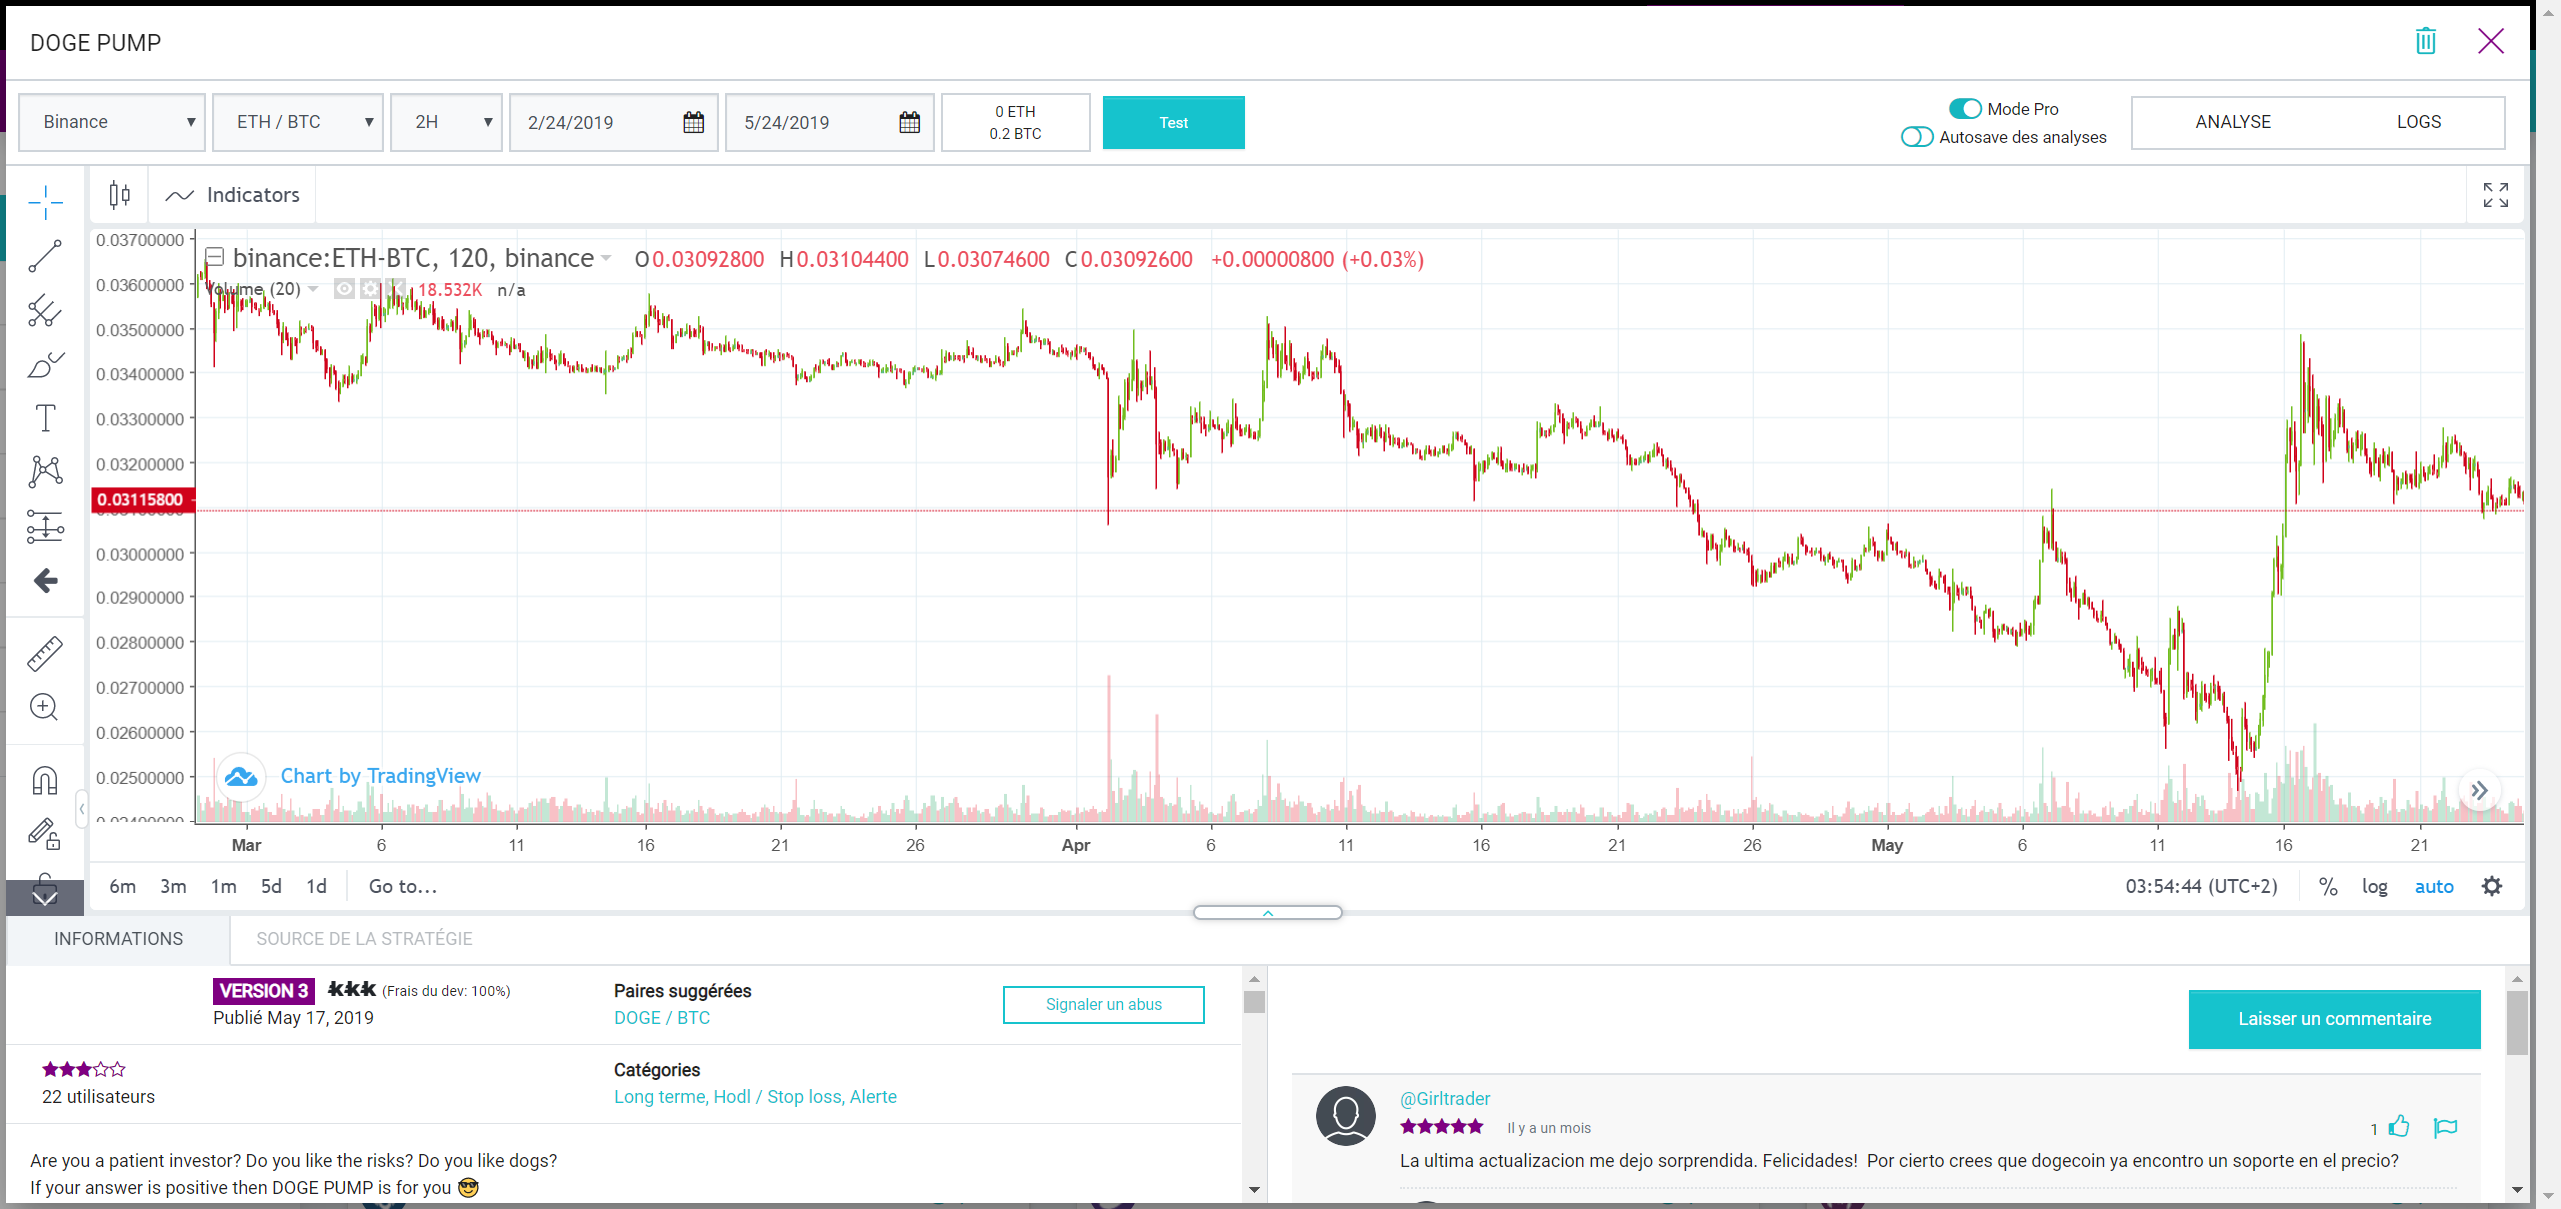 DOGE PUMP
Binance ETH / BTC 2H 2/24/2019 5/24/2019
0 ETH
0.2 BTC
Test
Mode Pro
Autosave des analyses
ANALYSE LOGS
Indicators
binance:ETH-BTC, 120, binance O 0.03092800 H 0.03104400 L 0.03074600 C 0.03092600 +0.00000800 (+0.03%)
Volume (20) 18.532K n/a
0.03700000
0.03600000
0.03500000
0.03400000
0.03300000
0.03200000
0.03115800
0.03000000
0.02900000
0.02800000
0.02700000
0.02600000
0.02500000
0.02400000
Chart by TradingView
Mar 6 11 16 21 26 Apr 6 11 16 21 26 May 6 11 16 21
6m 3m 1m 5d 1d Go to... 03:54:44 (UTC+2) % log auto
INFORMATIONS SOURCE DE LA STRATÉGIE
VERSION 3 kkk (Frais du dev: 100%)
Publié May 17, 2019
Paires suggérées
DOGE / BTC
Signaler un abus
22 utilisateurs
Catégories
Long terme, Hodl / Stop loss, Alerte
Are you a patient investor? Do you like the risks? Do you like dogs?
If your answer is positive then DOGE PUMP is for you 😎
Laisser un commentaire
@Girltrader
Il y a un mois
1
La ultima actualizacion me dejo sorprendida. Felicidades! Por cierto crees que dogecoin ya encontro un soporte en el precio?